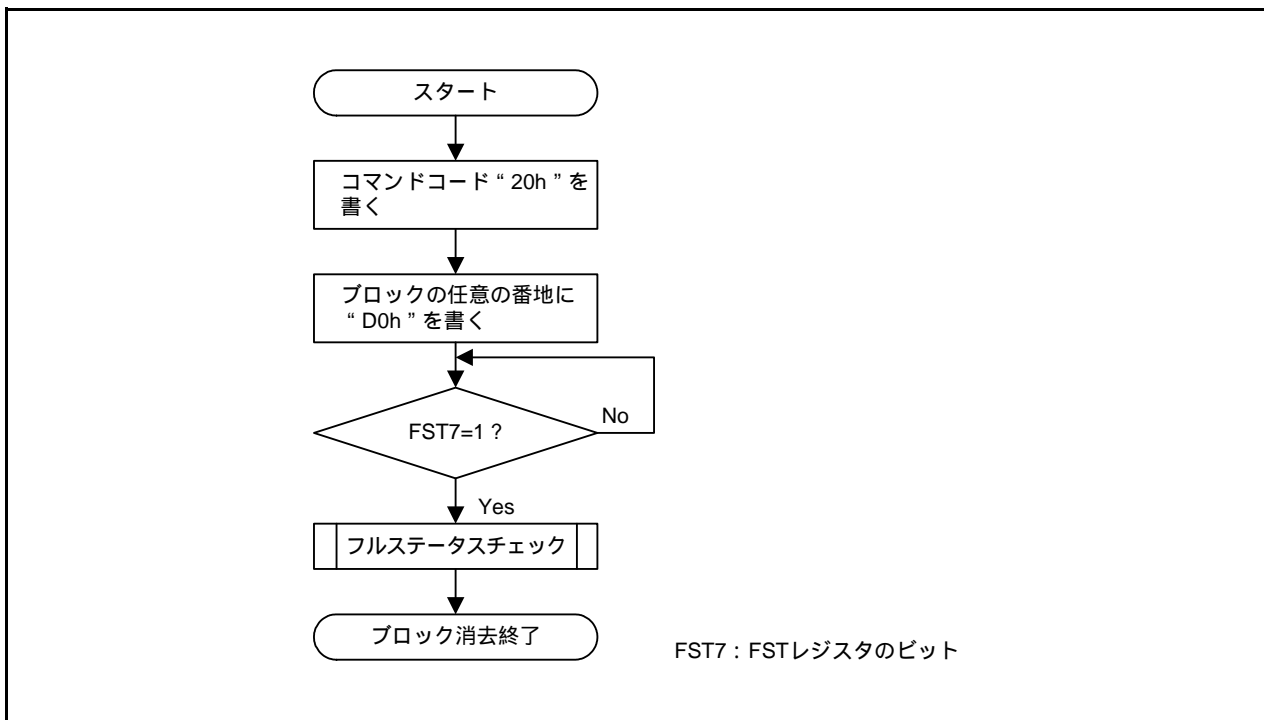 スタート
コマンドコード“20h”を
書く
ブロックの任意の番地に
“D0h”を書く
FST7=1 ?
No
Yes
フルステータスチェック
ブロック消去終了
FST7：FSTレジスタのビット